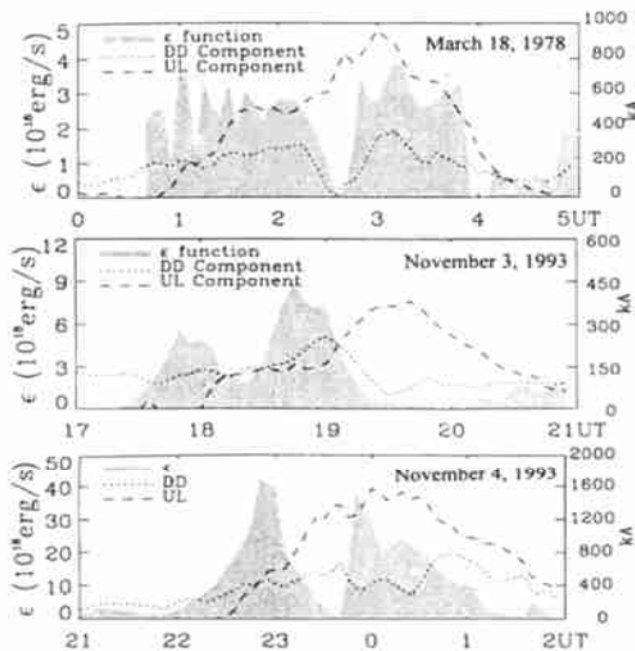 March 18, 1978
ε function
DD Component
UL Component
ε (10¹⁸erg/s)
5
4
3
2
1
0
1000
800
600
400
200
0
kA
0 1 2 3 4 5UT
November 3, 1993
ε function
DD Component
UL Component
ε (10¹⁸erg/s)
12
9
6
3
0
600
450
300
150
0
kA
17 18 19 20 21UT
November 4, 1993
ε
DD
UL
ε (10¹⁸erg/s)
50
40
30
20
10
0
2000
1600
1200
800
400
0
kA
21 22 23 0 1 2UT